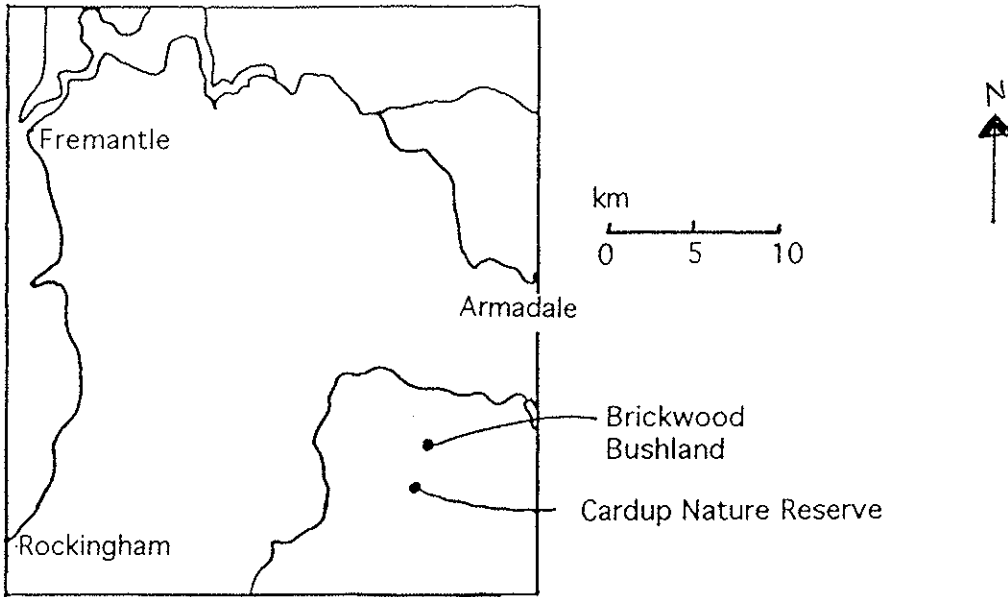 N
Fremantle
km
0 5 10
Armadale
Brickwood
Bushland
Cardup Nature Reserve
Rockingham